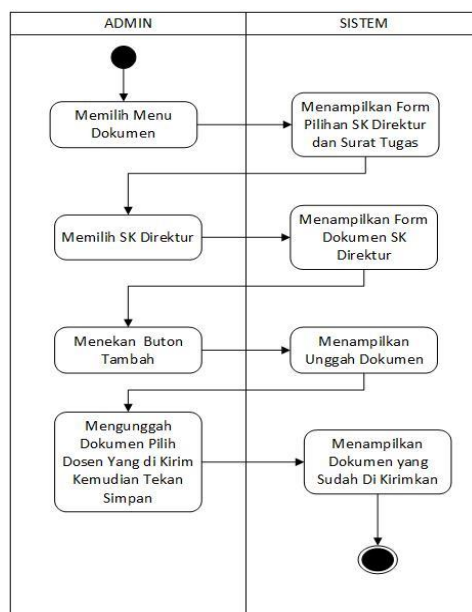 ADMIN
SISTEM
Memilih Menu
Dokumen
Menampilkan Form
Pilihan SK Direktur
dan Surat Tugas
Memilih SK Direktur
Menampilkan Form
Dokumen SK
Direktur
Menekan Buton
Tambah
Menampilkan
Unggah Dokumen
Mengunggah
Dokumen Pilih
Dosen Yang di Kirim
Kemudian Tekan
Simpan
Menampilkan
Dokumen yang
Sudah Di Kirimkan